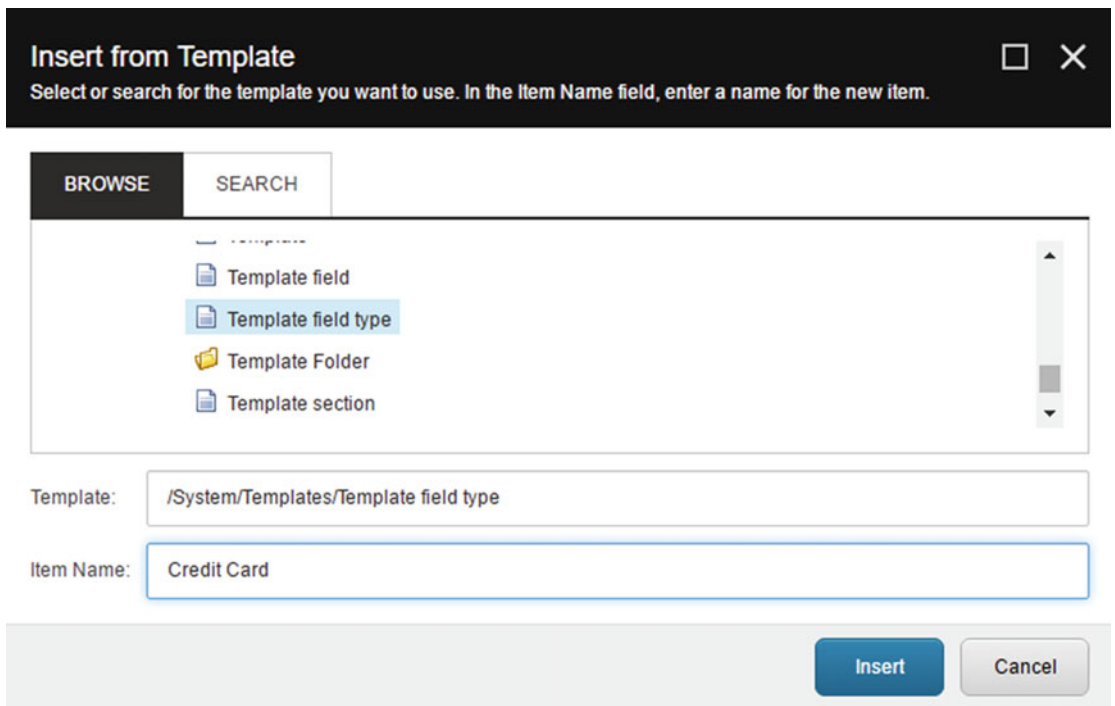 Insert from Template
Select or search for the template you want to use. In the Item Name field, enter a name for the new item.
BROWSE SEARCH
Template field
Template field type
Template Folder
Template section
Template: /System/Templates/Template field type
Item Name: Credit Card
Insert Cancel